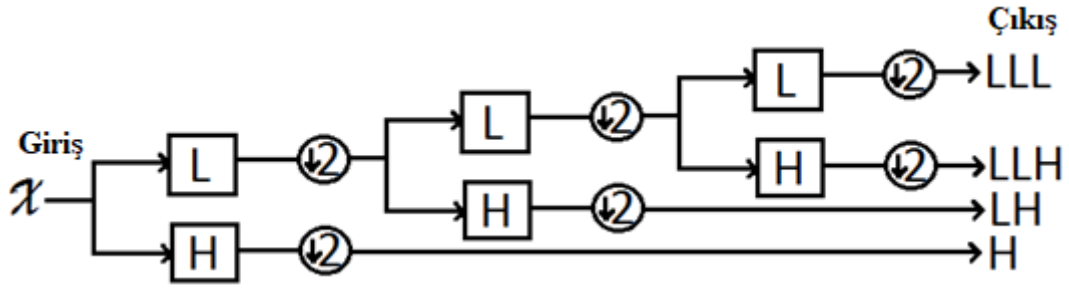 Çıkış
L ↓2 LLL
L ↓2
Giriş
L ↓2
H ↓2 LLH
x
H ↓2 LH
H ↓2 H